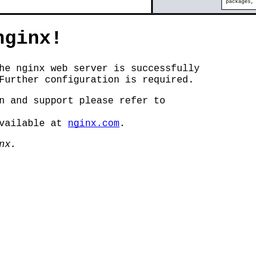 packages,
nginx!
he nginx web server is successfully
Further configuration is required.
n and support please refer to
vailable at nginx.com.
nx.